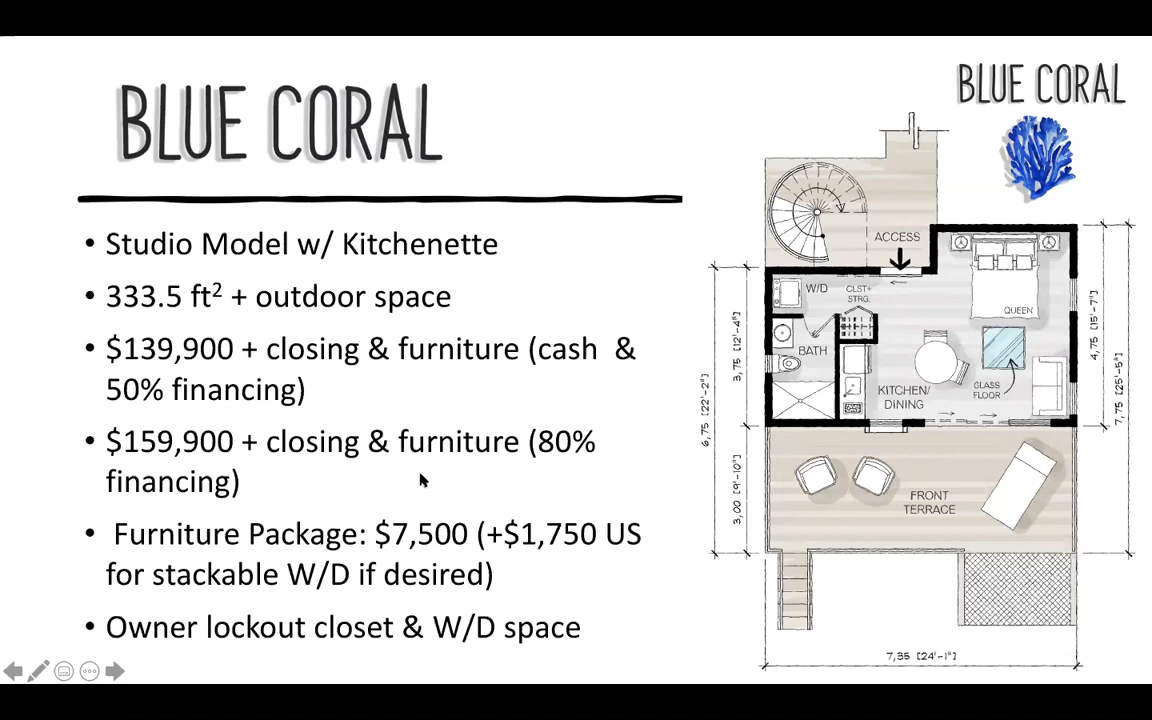 BLUE CORAL
• Studio Model w/ Kitchenette
• 333.5 ft² + outdoor space
• $139,900 + closing & furniture (cash &
50% financing)
• $159,900 + closing & furniture (80%
financing)
• Furniture Package: $7,500 (+$1,750 US
for stackable W/D if desired)
• Owner lockout closet & W/D space
BLUE CORAL
ACCESS
W/D
CLST+
STRG.
QUEEN
BATH
GLASS
FLOOR
KITCHEN/
DINING
FRONT
TERRACE
6,75 [22'-2"]
3,75 [12'-4"]
3,00 [9'-10"]
4,75 [15'-7"]
7,75 [25'-5"]
7,35 [24'-1"]